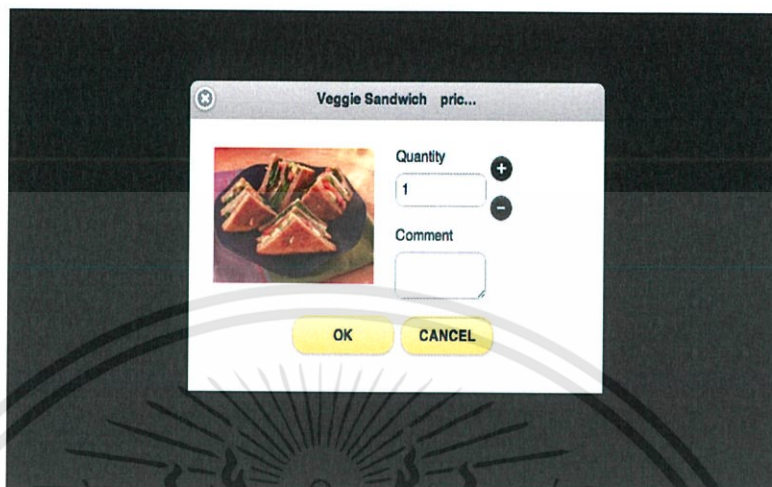 Veggie Sandwich pric...
Quantity
1
Comment
OK
CANCEL